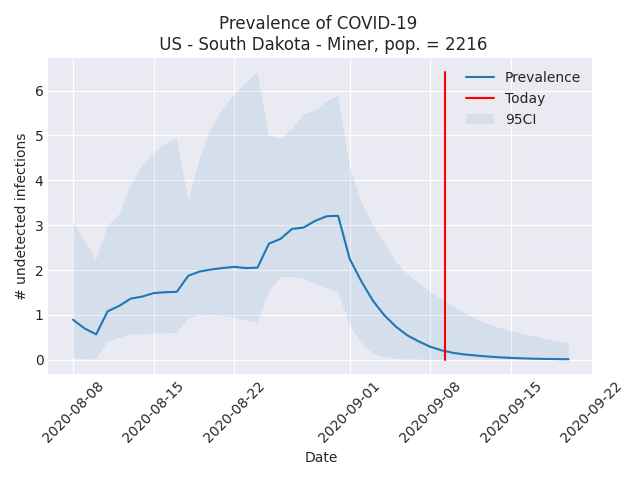 Prevalence of COVID-19
US - South Dakota - Miner, pop. = 2216
Prevalence
Today
95CI
# undetected infections
6
5
4
3
2
1
0
2020-08-08
2020-08-15
2020-08-22
2020-09-01
2020-09-08
2020-09-15
2020-09-22
Date